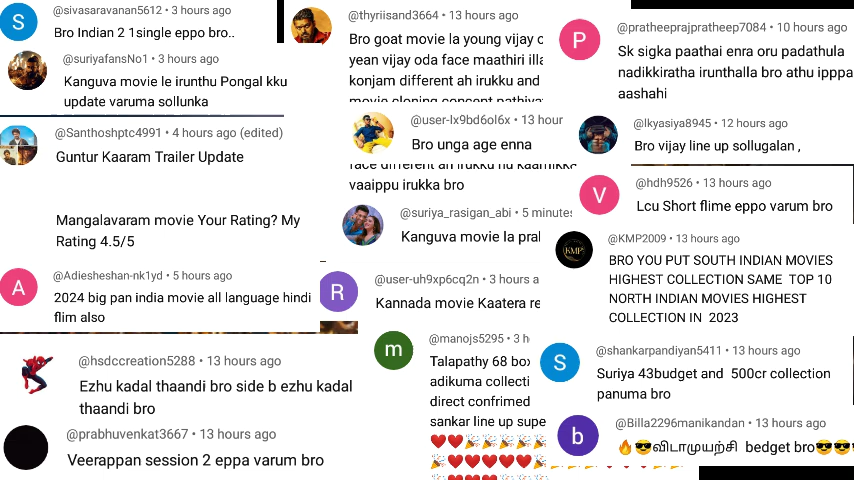 @sivasaravanan5612 • 3 hours ago
Bro Indian 2 1single eppo bro..
@suriyafansNo1 • 3 hours ago
Kanguva movie le irunthu Pongal kku
update varuma sollunka
@Santhoshptc4991 • 4 hours ago (edited)
Guntur Kaaram Trailer Update
Mangalavaram movie Your Rating? My
Rating 4.5/5
@Adiesheshan-nk1yd • 5 hours ago
2024 big pan india movie all language hindi
flim also
@hsdccreation5288 • 13 hours ago
Ezhu kadal thaandi bro side b ezhu kadal
thaandi bro
@prabhuvenkat3667 • 13 hours ago
Veerappan session 2 eppa varum bro
@thyriisand3664 • 13 hours ago
Bro goat movie la young vijay
yean vijay oda face maathiri
konjam different ah irukku and
movie cloning concept
@user-lx9bd6ol6x • 13 hour
Bro unga age enna
face different ah irukku nu
vaaippu irukka bro
@suriya_rasigan_abi • 5 minutes
Kanguva movie la
R
@user-uh9xp6cq2n • 3 hours
Kannada movie Kaatera
m
@manojs5295 • 3
Talapathy 68 box
adikuma collecti
direct confrimed
sankar line up supe
❤️❤️🎉🎉🎉🎉
🎉❤️❤️❤️❤️❤️🎉
S
A
P
@pratheeprajpratheep7084 • 10 hours ago
Sk sigka paathai enra oru padathula
nadikkiratha irunthalla bro athu ipppa
aashahi
@lkyasiya8945 • 12 hours ago
Bro vijay line up sollugalan ,
V
@hdh9526 • 13 hours ago
Lcu Short flime eppo varum bro
KMP
@KMP2009 • 13 hours ago
BRO YOU PUT SOUTH INDIAN MOVIES
HIGHEST COLLECTION SAME TOP 10
NORTH INDIAN MOVIES HIGHEST
COLLECTION IN 2023
S
@shankarpandiyan5411 • 13 hours ago
Suriya 43budget and 500cr collection
panuma bro
b
@Billa2296manikandan • 13 hours ago
🔥😎விடாமுயற்சி bedget bro😎😎